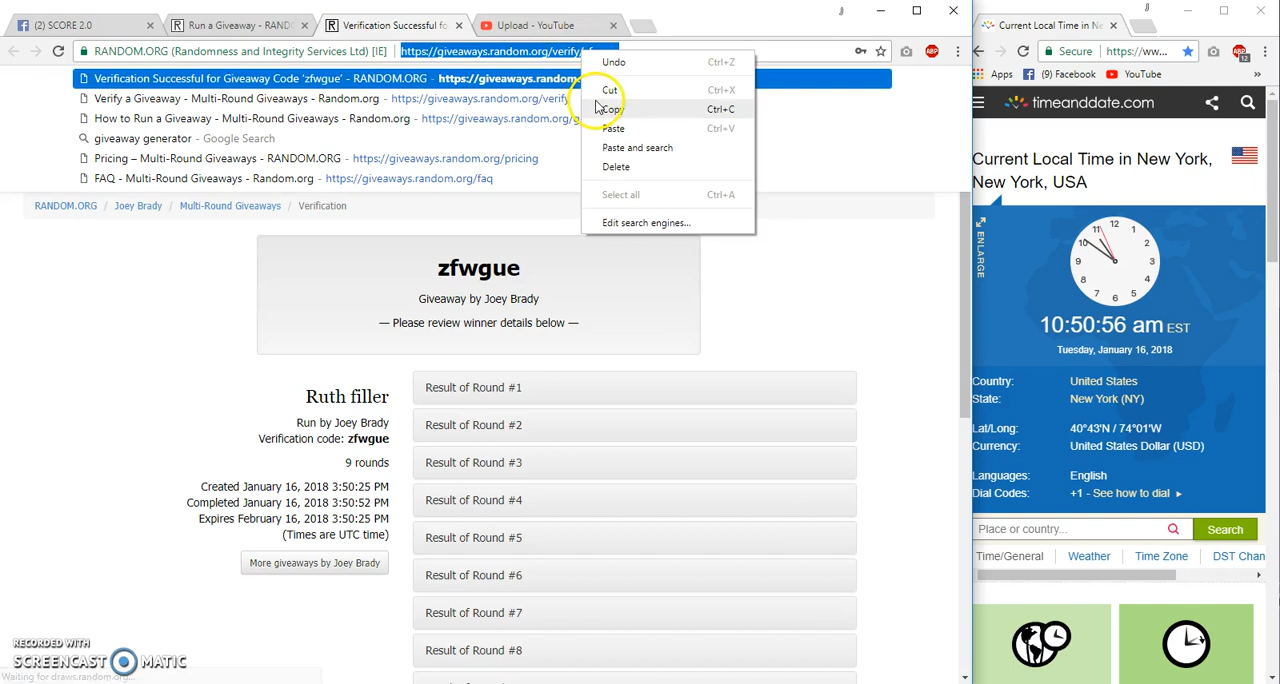 (2) SCORE 2.0
Run a Giveaway - RANDO
Verification Successful fo
Upload - YouTube
RANDOM.ORG (Randomness and Integrity Services Ltd) [IE]
https://giveaways.random.org/verify/
Verification Successful for Giveaway Code 'zfwgue' - RANDOM.ORG - https://giveaways.random
Verify a Giveaway - Multi-Round Giveaways - Random.org - https://giveaways.random.org/verify
How to Run a Giveaway - Multi-Round Giveaways - Random.org - https://giveaways.random.org/g
giveaway generator - Google Search
Pricing – Multi-Round Giveaways - RANDOM.ORG - https://giveaways.random.org/pricing
FAQ - Multi-Round Giveaways - Random.org - https://giveaways.random.org/faq
Undo Ctrl+Z
Cut Ctrl+X
Copy Ctrl+C
Paste Ctrl+V
Paste and search
Delete
Select all Ctrl+A
Edit search engines...
RANDOM.ORG / Joey Brady / Multi-Round Giveaways / Verification
zfwgue
Giveaway by Joey Brady
— Please review winner details below —
Ruth filler
Run by Joey Brady
Verification code: zfwgue
9 rounds
Created January 16, 2018 3:50:25 PM
Completed January 16, 2018 3:50:52 PM
Expires February 16, 2018 3:50:25 PM
(Times are UTC time)
More giveaways by Joey Brady
Result of Round #1
Result of Round #2
Result of Round #3
Result of Round #4
Result of Round #5
Result of Round #6
Result of Round #7
Result of Round #8
RECORDED WITH
SCREENCAST MATIC
Waiting for draws.random.org...
Current Local Time in Ne
Secure https://ww...
12
Apps (9) Facebook YouTube
timeanddate.com
Current Local Time in New York,
New York, USA
ENLARGE
12 1 2 3 4 5 6 7 8 9 10 11
10:50:56 am EST
Tuesday, January 16, 2018
Country: United States
State: New York (NY)
Lat/Long: 40°43'N / 74°01'W
Currency: United States Dollar (USD)
Languages: English
Dial Codes: +1 - See how to dial
Place or country...
Search
Time/General Weather Time Zone DST Chan